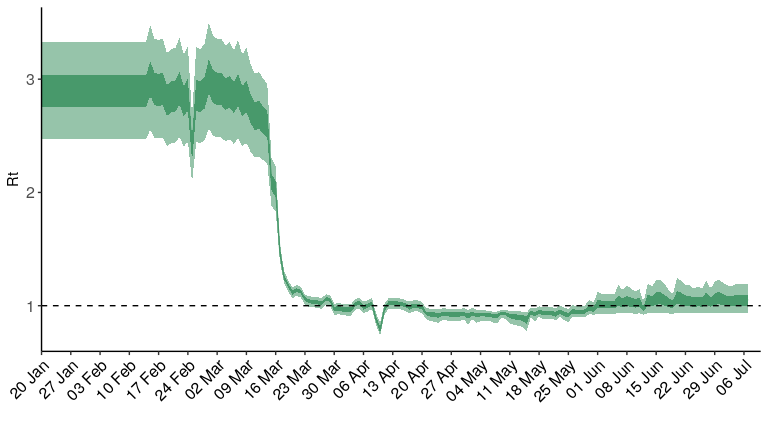 3
2
1
Rt
20 Jan
27 Jan
03 Feb
10 Feb
17 Feb
24 Feb
02 Mar
09 Mar
16 Mar
23 Mar
30 Mar
06 Apr
13 Apr
20 Apr
27 Apr
04 May
11 May
18 May
25 May
01 Jun
08 Jun
15 Jun
22 Jun
29 Jun
06 Jul